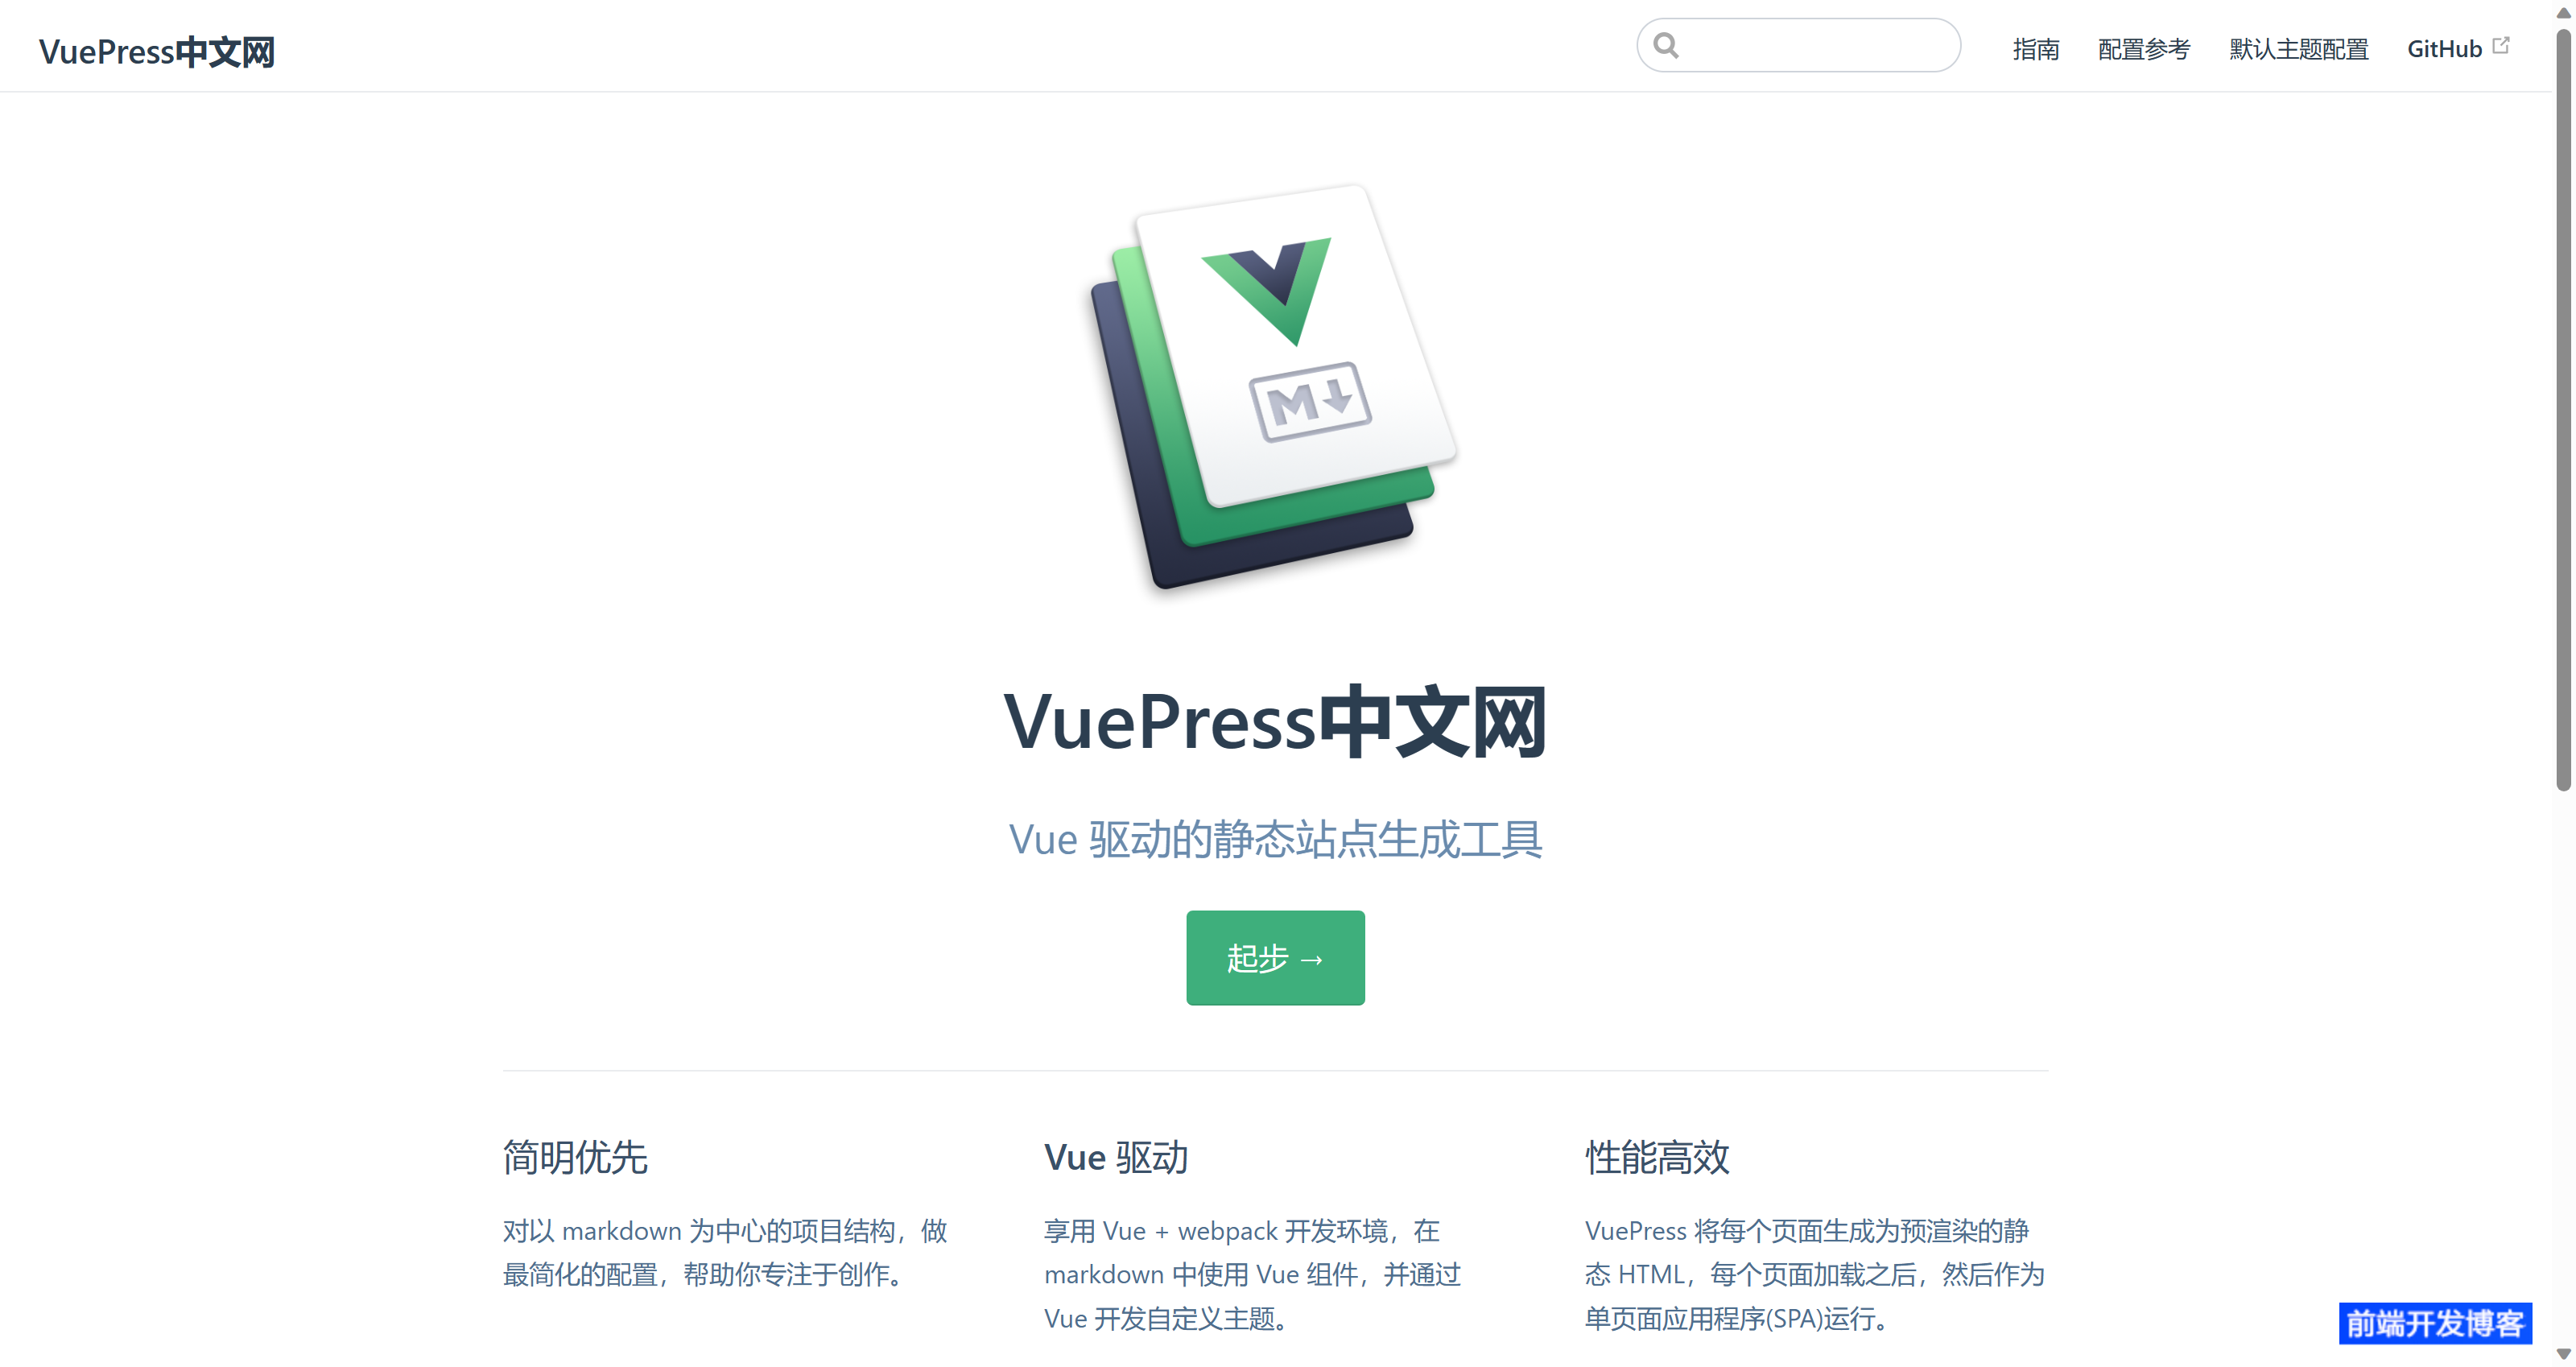 VuePress中文网
指南 配置参考 默认主题配置 GitHub
M
VuePress中文网
Vue 驱动的静态站点生成工具
起步 →
简明优先
对以 markdown 为中心的项目结构，做
最简化的配置，帮助你专注于创作。
Vue 驱动
享用 Vue + webpack 开发环境，在
markdown 中使用 Vue 组件，并通过
Vue 开发自定义主题。
性能高效
VuePress 将每个页面生成为预渲染的静
态 HTML，每个页面加载之后，然后作为
单页面应用程序(SPA)运行。
前端开发博客